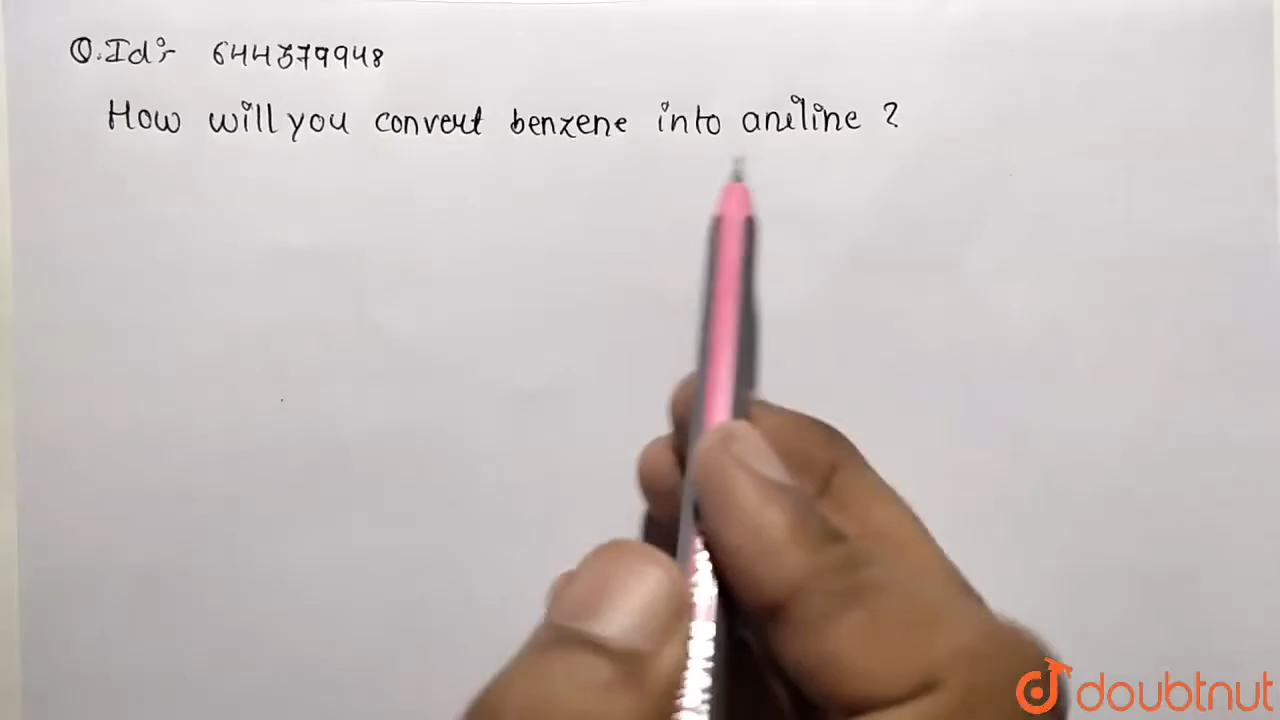 Q.Id:- 644379948
How will you convert benzene into aniline ?
doubtnut